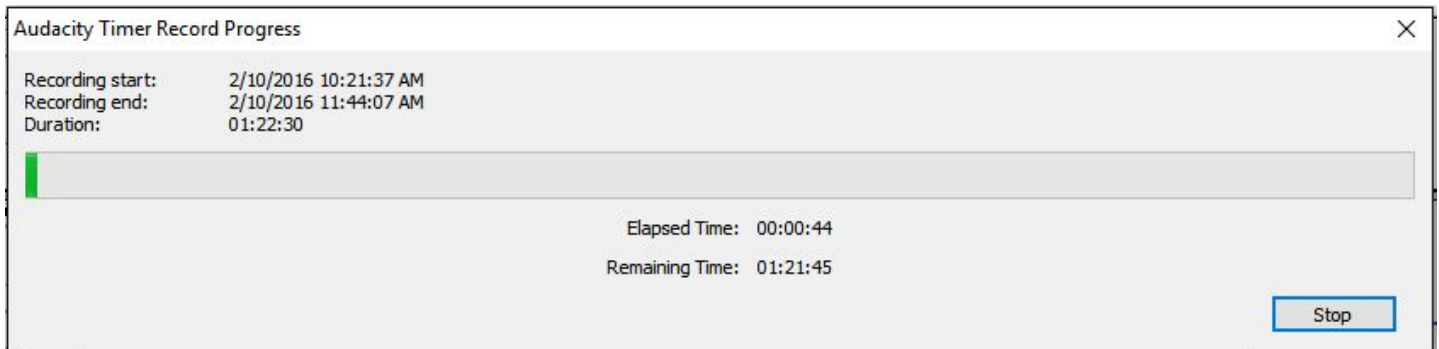 Audacity Timer Record Progress
Recording start: 2/10/2016 10:21:37 AM
Recording end: 2/10/2016 11:44:07 AM
Duration: 01:22:30
Elapsed Time: 00:00:44
Remaining Time: 01:21:45
Stop